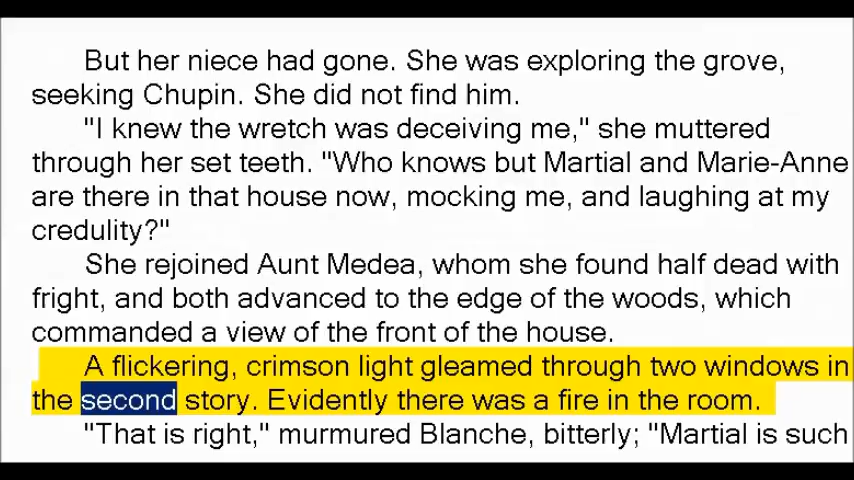 But her niece had gone. She was exploring the grove,
seeking Chupin. She did not find him.
"I knew the wretch was deceiving me," she muttered
through her set teeth. "Who knows but Martial and Marie-Anne
are there in that house now, mocking me, and laughing at my
credulity?"
She rejoined Aunt Medea, whom she found half dead with
fright, and both advanced to the edge of the woods, which
commanded a view of the front of the house.
A flickering, crimson light gleamed through two windows in
the second story. Evidently there was a fire in the room.
"That is right," murmured Blanche, bitterly; "Martial is such